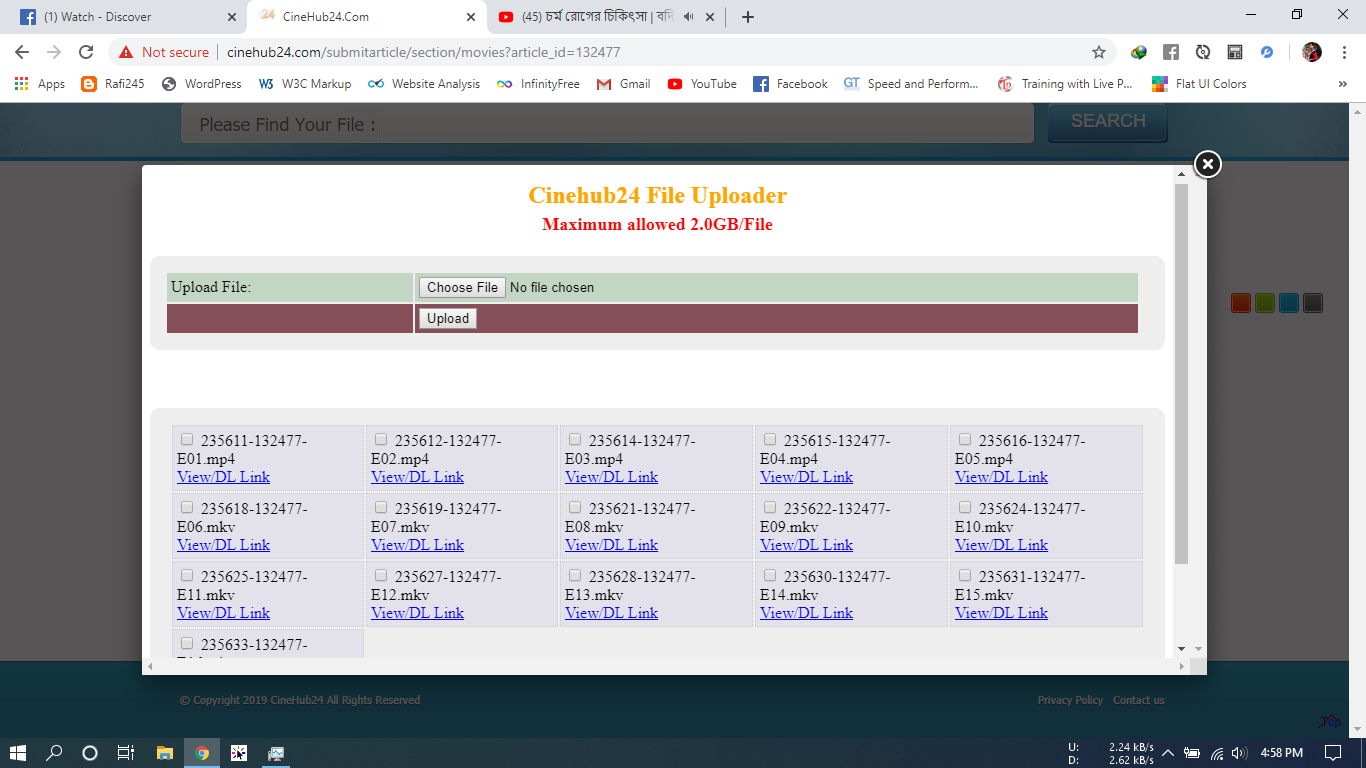 (1) Watch - Discover
CineHub24.Com
(45) চর্ম রোগের চিকিৎসা | বদি
Not secure
cinehub24.com/submitarticle/section/movies?article_id=132477
Apps
Rafi245
WordPress
W3C Markup
Website Analysis
InfinityFree
Gmail
YouTube
Facebook
GT
Speed and Perform...
Training with Live P...
Flat UI Colors
»
Please Find Your File :
SEARCH
Cinehub24 File Uploader
Maximum allowed 2.0GB/File
Upload File:
Choose File No file chosen
Upload
235611-132477-
E01.mp4
View/DL Link
235612-132477-
E02.mp4
View/DL Link
235614-132477-
E03.mp4
View/DL Link
235615-132477-
E04.mp4
View/DL Link
235616-132477-
E05.mp4
View/DL Link
235618-132477-
E06.mkv
View/DL Link
235619-132477-
E07.mkv
View/DL Link
235621-132477-
E08.mkv
View/DL Link
235622-132477-
E09.mkv
View/DL Link
235624-132477-
E10.mkv
View/DL Link
235625-132477-
E11.mkv
View/DL Link
235627-132477-
E12.mkv
View/DL Link
235628-132477-
E13.mkv
View/DL Link
235630-132477-
E14.mkv
View/DL Link
235631-132477-
E15.mkv
View/DL Link
235633-132477-
© Copyright 2019 CineHub24 All Rights Reserved
Privacy Policy Contact us
Top
U: 2.24 kB/s
D: 2.62 kB/s
4:58 PM